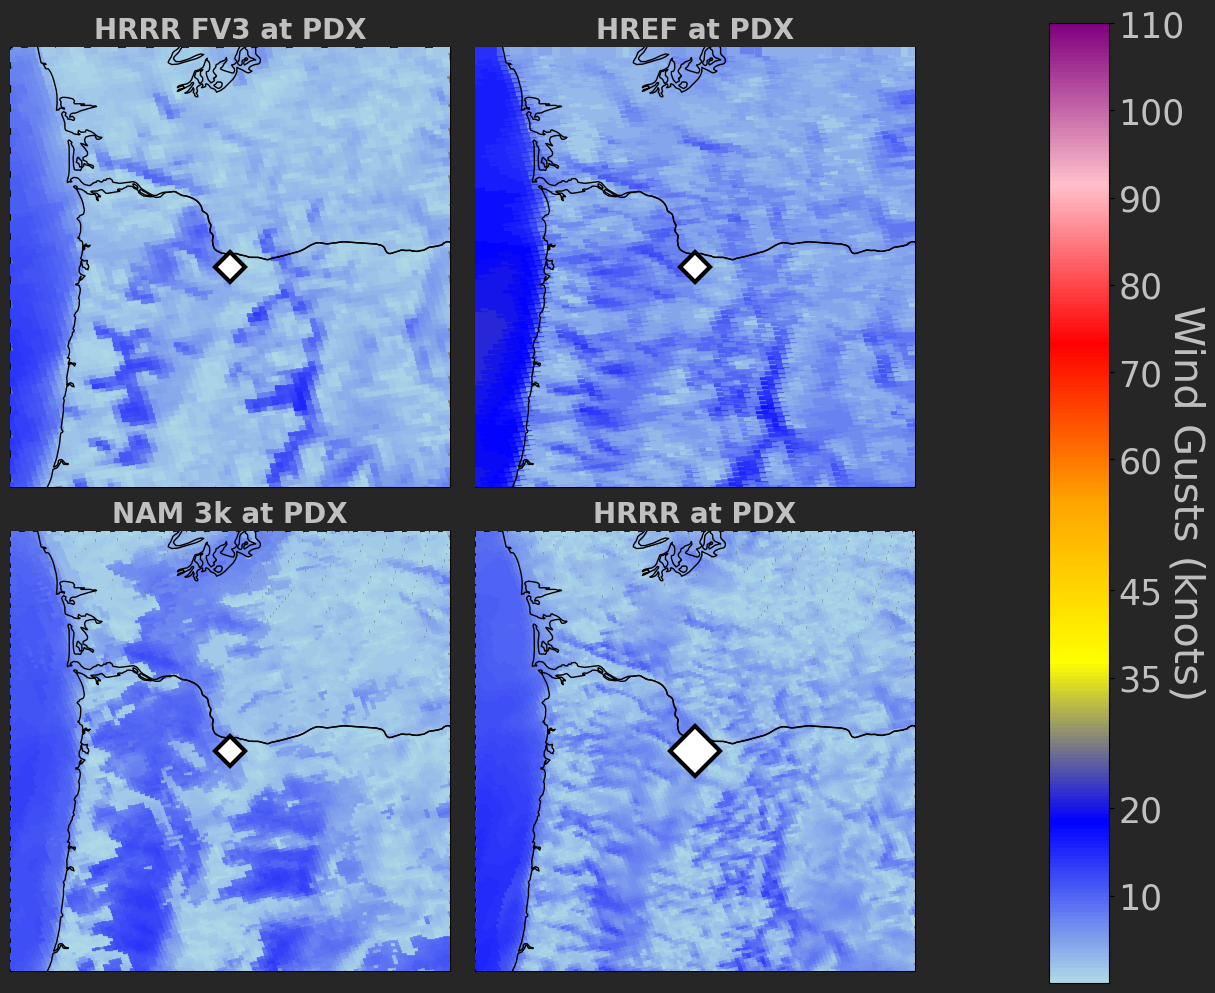 HRRR FV3 at PDX
HREF at PDX
NAM 3k at PDX
HRRR at PDX
110
100
90
80
70
60
45
35
20
10
Wind Gusts (knots)